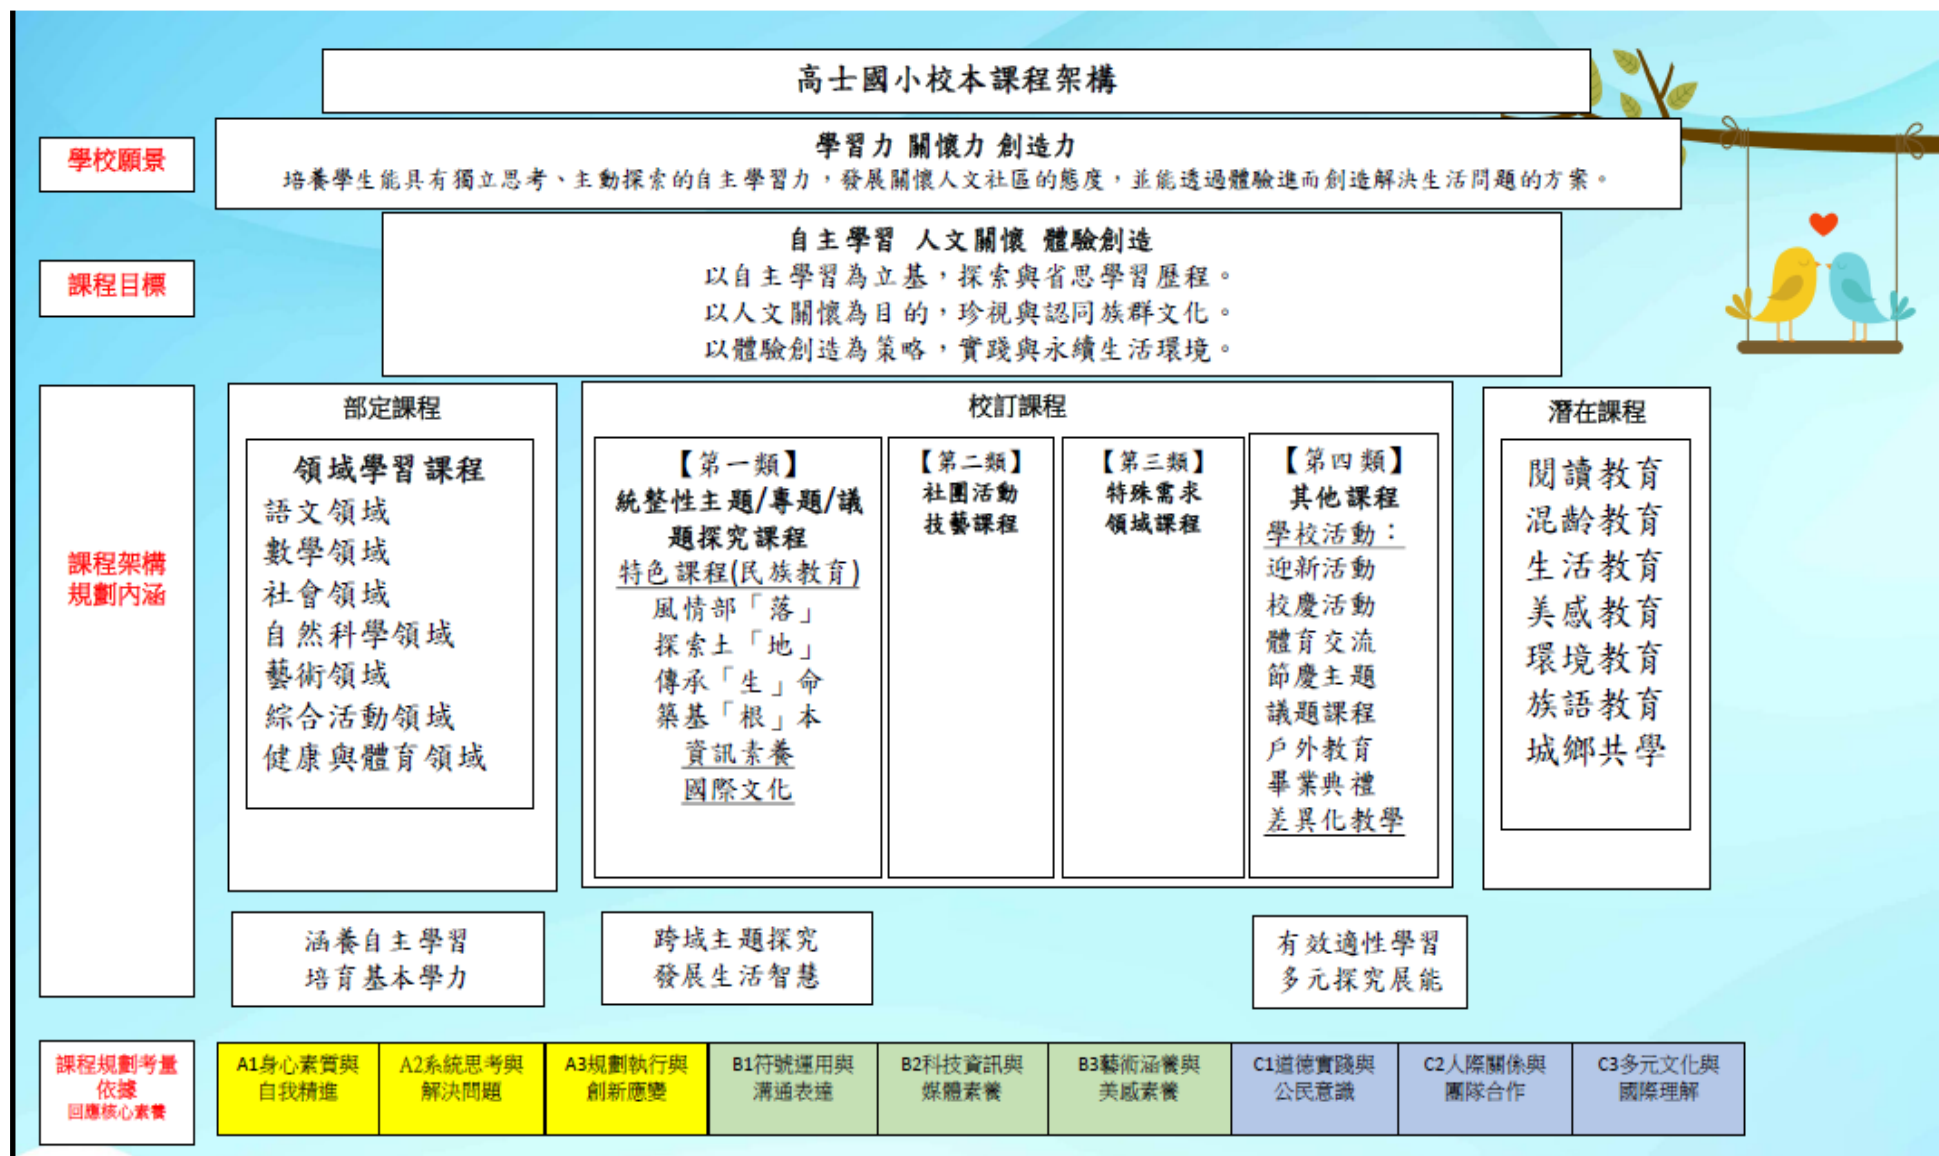 高士國小校本課程架構
學校願景
學習力 關懷力 創造力
培養學生能具有獨立思考、主動探索的自主學習力，發展關懷人文社區的態度，並能透過體驗進而創造解決生活問題的方案。
課程目標
自主學習 人文關懷 體驗創造
以自主學習為立基，探索與省思學習歷程。
以人文關懷為目的，珍視與認同族群文化。
以體驗創造為策略，實踐與永續生活環境。
課程架構
規劃內涵
部定課程
領域學習課程
語文領域
數學領域
社會領域
自然科學領域
藝術領域
綜合活動領域
健康與體育領域
校訂課程
【第一類】
統整性主題/專題/議
題探究課程
特色課程(民族教育)
風情部「落」
探索土「地」
傳承「生」命
築基「根」本
資訊素養
國際文化
【第二類】
社團活動
技藝課程
【第三類】
特殊需求
領域課程
【第四類】
其他課程
學校活動：
迎新活動
校慶活動
體育交流
節慶主題
議題課程
戶外教育
畢業典禮
差異化教學
潛在課程
閱讀教育
混齡教育
生活教育
美感教育
環境教育
族語教育
城鄉共學
涵養自主學習
培育基本學力
跨域主題探究
發展生活智慧
有效適性學習
多元探究展能
課程規劃考量
依據
回應核心素養
A1身心素質與
自我精進
A2系統思考與
解決問題
A3規劃執行與
創新應變
B1符號運用與
溝通表達
B2科技資訊與
媒體素養
B3藝術涵養與
美感素養
C1道德實踐與
公民意識
C2人際關係與
團隊合作
C3多元文化與
國際理解